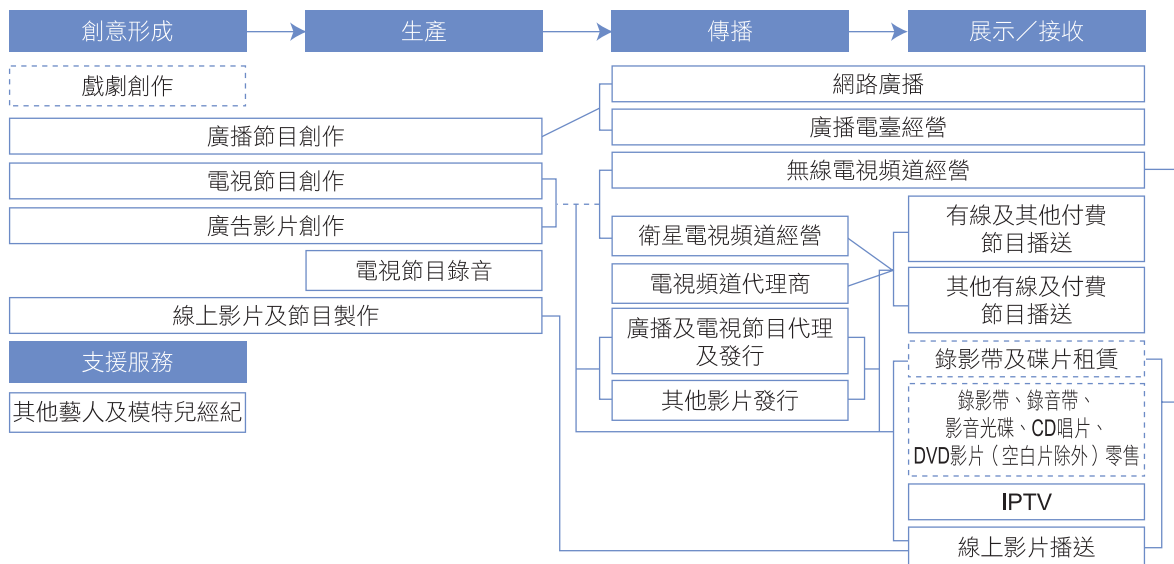 創意形成
生產
傳播
展示／接收
戲劇創作
廣播節目創作
電視節目創作
廣告影片創作
電視節目錄音
線上影片及節目製作
支援服務
其他藝人及模特兒經紀
網路廣播
廣播電臺經營
無線電視頻道經營
衛星電視頻道經營
電視頻道代理商
廣播及電視節目代理
及發行
其他影片發行
有線及其他付費
節目播送
其他有線及付費
節目播送
錄影帶及碟片租賃
錄影帶、錄音帶、
影音光碟、CD唱片、
DVD影片（空白片除外）零售
IPTV
線上影片播送